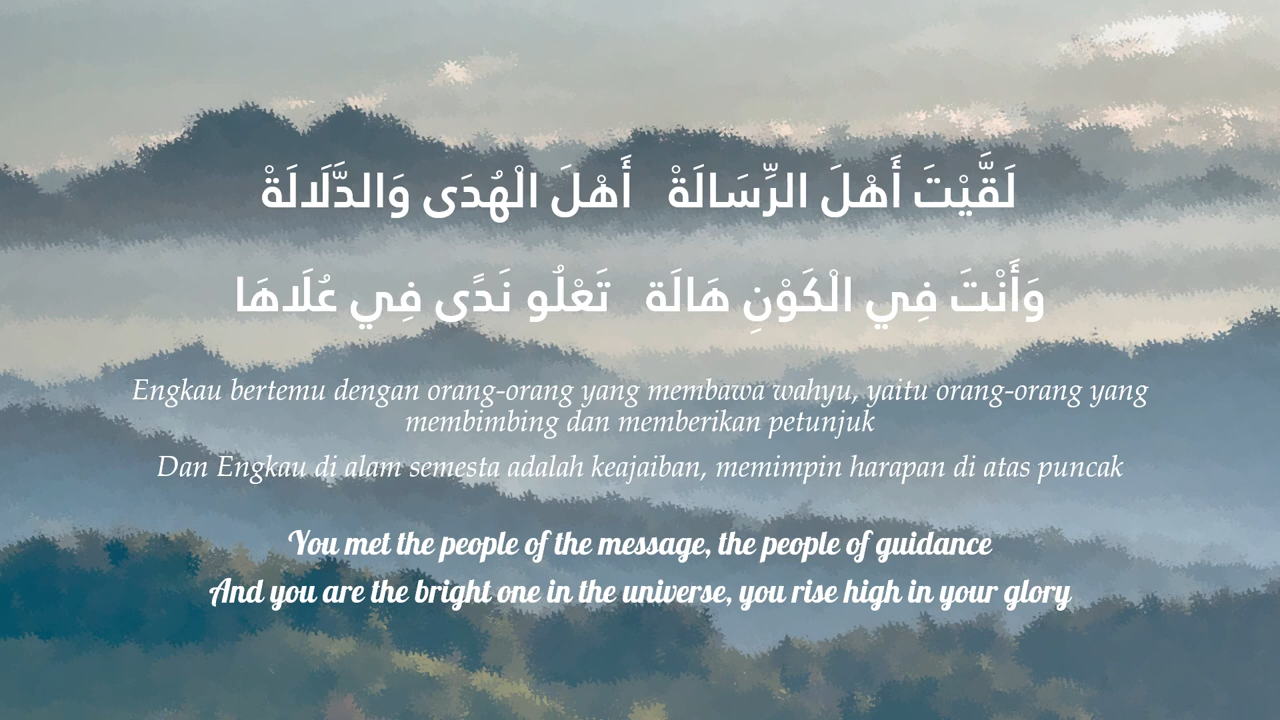 لَقَّيْتَ أَهْلَ الرِّسَالَةْ أَهْلَ الْهُدَى وَالدَّلَالَةْ
وَأَنْتَ فِي الْكَوْنِ هَالَة تَعْلُو نَدًى فِي عُلَاهَا
Engkau bertemu dengan orang-orang yang membawa wahyu, yaitu orang-orang yang
membimbing dan memberikan petunjuk
Dan Engkau di alam semesta adalah keajaiban, memimpin harapan di atas puncak
You met the people of the message, the people of guidance
And you are the bright one in the universe, you rise high in your glory